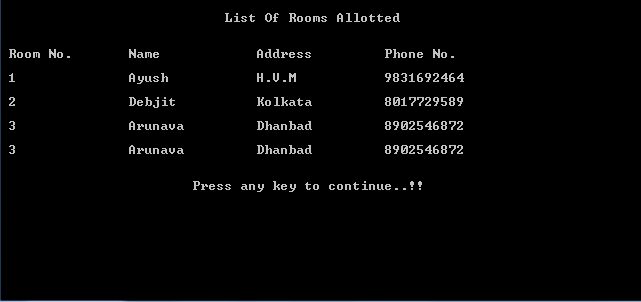 List Of Rooms Allotted
Room No. Name Address Phone No.
1 Ayush H.V.M 9831692464
2 Debjit Kolkata 8017729589
3 Arunava Dhanbad 8902546872
3 Arunava Dhanbad 8902546872
Press any key to continue..!!